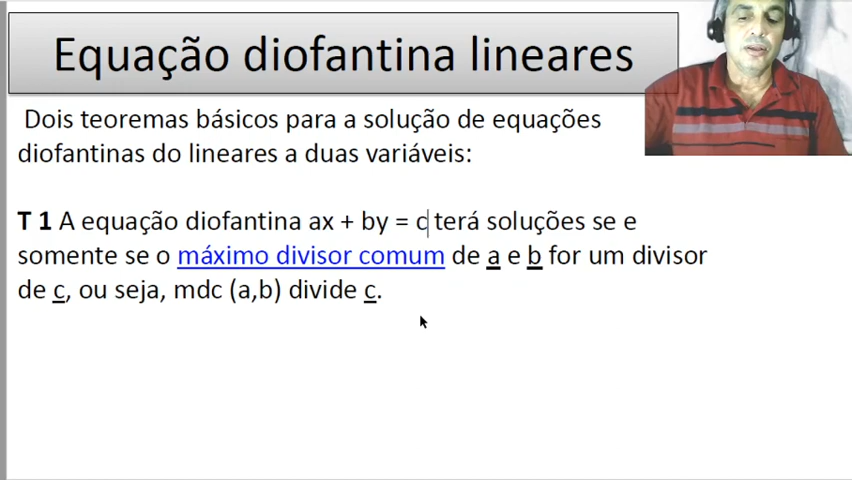 Equação diofantina lineares
Dois teoremas básicos para a solução de equações
diofantinas do lineares a duas variáveis:
T 1 A equação diofantina ax + by = c terá soluções se e
somente se o máximo divisor comum de a e b for um divisor
de c, ou seja, mdc (a,b) divide c.